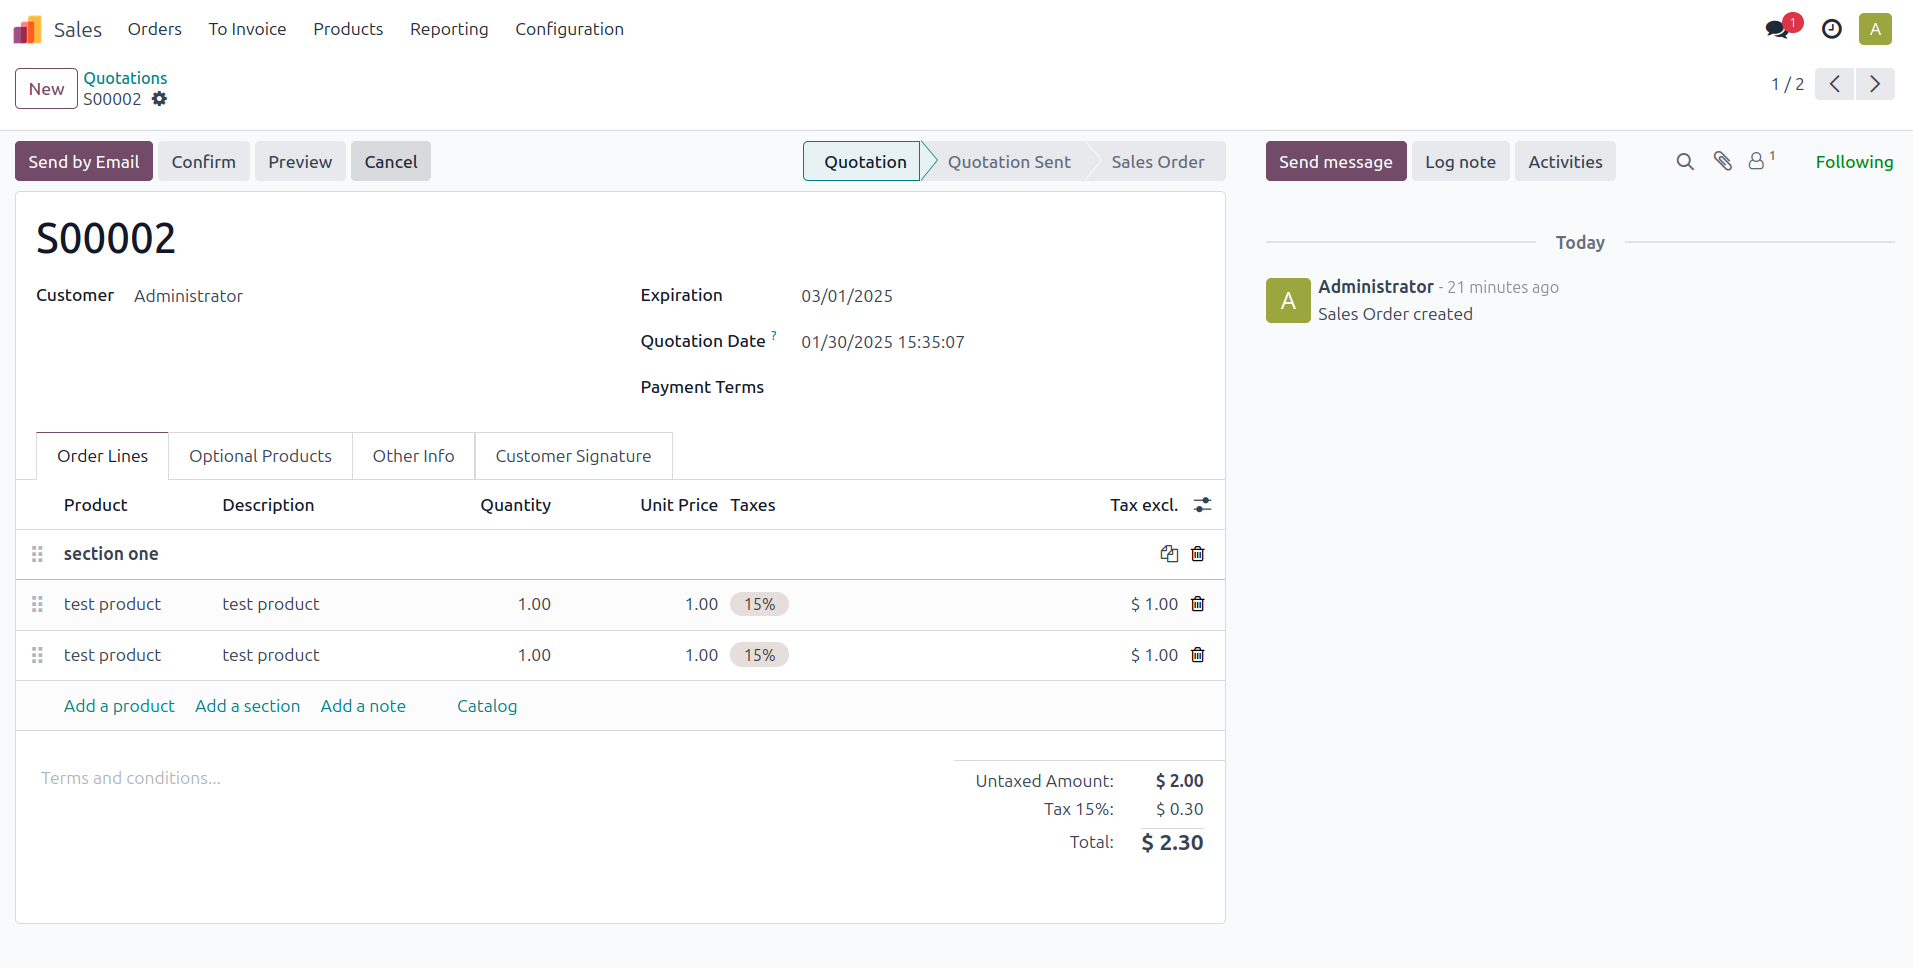 Sales Orders To Invoice Products Reporting Configuration 1 A
New Quotations 1 / 2
S00002
Send by Email Confirm Preview Cancel Quotation Quotation Sent Sales Order Send message Log note Activities 1 Following
S00002
Today
Customer Administrator Expiration 03/01/2025
A Administrator - 21 minutes ago
Sales Order created
Quotation Date ? 01/30/2025 15:35:07
Payment Terms
Order Lines Optional Products Other Info Customer Signature
Product Description Quantity Unit Price Taxes Tax excl.
section one
test product test product 1.00 1.00 15% $ 1.00
test product test product 1.00 1.00 15% $ 1.00
Add a product Add a section Add a note Catalog
Terms and conditions...
Untaxed Amount: $ 2.00
Tax 15%: $ 0.30
Total: $ 2.30